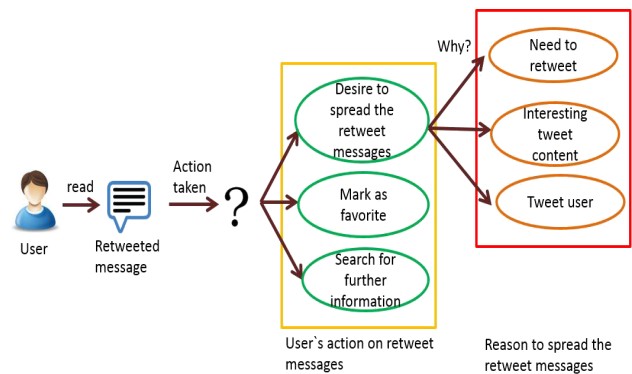 User
read
Retweeted
message
Action
taken
?
Desire to
spread the
retweet
messages
Mark as
favorite
Search for
further
information
User`s action on retweet
messages
Why?
Need to
retweet
Interesting
tweet
content
Tweet user
Reason to spread the
retweet messages